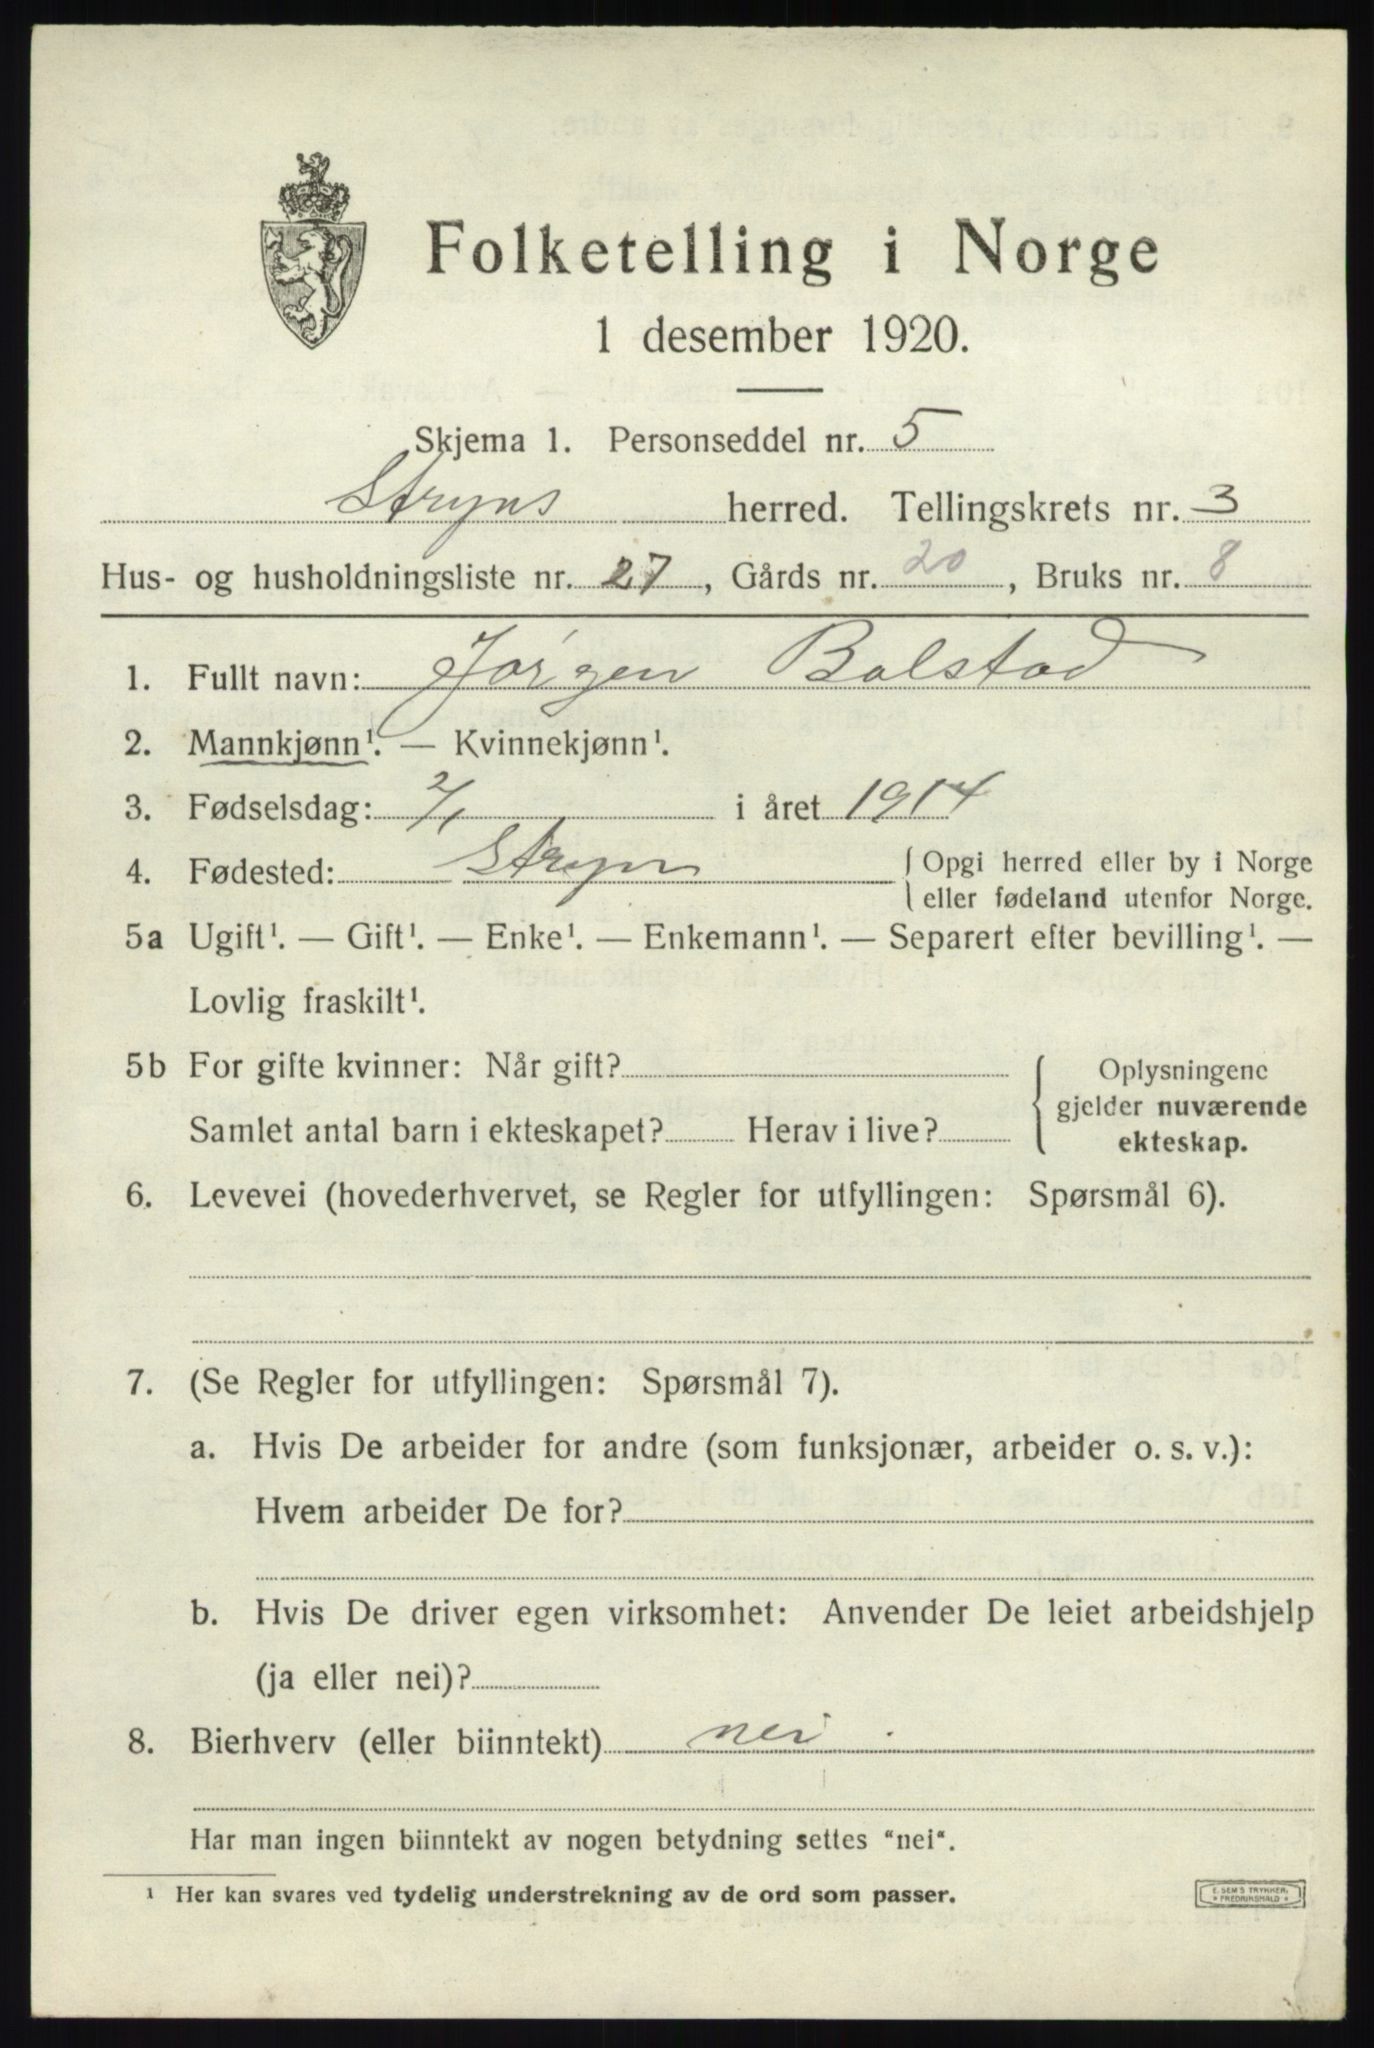 Folketelling i Norge
1 desember 1920.
Skjema 1. Personseddel nr. 5
Stryns herred. Tellingskrets nr. 3
Hus- og husholdningsliste nr. 27, Gårds nr. 20, Bruks nr. 8
1. Fullt navn: Jørgen Bolstad
2. Mannkjønn¹. — Kvinnekjønn¹.
3. Fødselsdag: 2/1 i året 1914
4. Fødested: Stryn { Opgi herred eller by i Norge
eller fødeland utenfor Norge.
5a Ugift¹. — Gift¹. — Enke¹. — Enkemann¹. — Separert efter bevilling¹. —
Lovlig fraskilt¹.
5b For gifte kvinner: Når gift?
Samlet antal barn i ekteskapet? Herav i live?
{ Oplysningene
gjelder nuværende
ekteskap.
6. Levevei (hovederhvervet, se Regler for utfyllingen: Spørsmål 6).
7. (Se Regler for utfyllingen: Spørsmål 7).
a. Hvis De arbeider for andre (som funksjonær, arbeider o. s. v.):
Hvem arbeider De for?
b. Hvis De driver egen virksomhet: Anvender De leiet arbeidshjelp
(ja eller nei)?
8. Bierhverv (eller biinntekt) nei
Har man ingen biinntekt av nogen betydning settes “nei“.
¹ Her kan svares ved tydelig understrekning av de ord som passer.
E. SEM'S TRYKKERI
FREDRIKSHALD